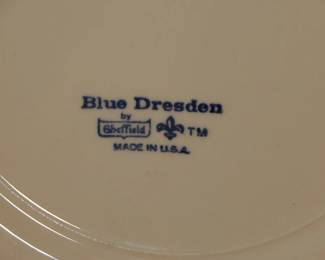 Blue Dresden
by
Sheffield TM
MADE IN U.S.A.